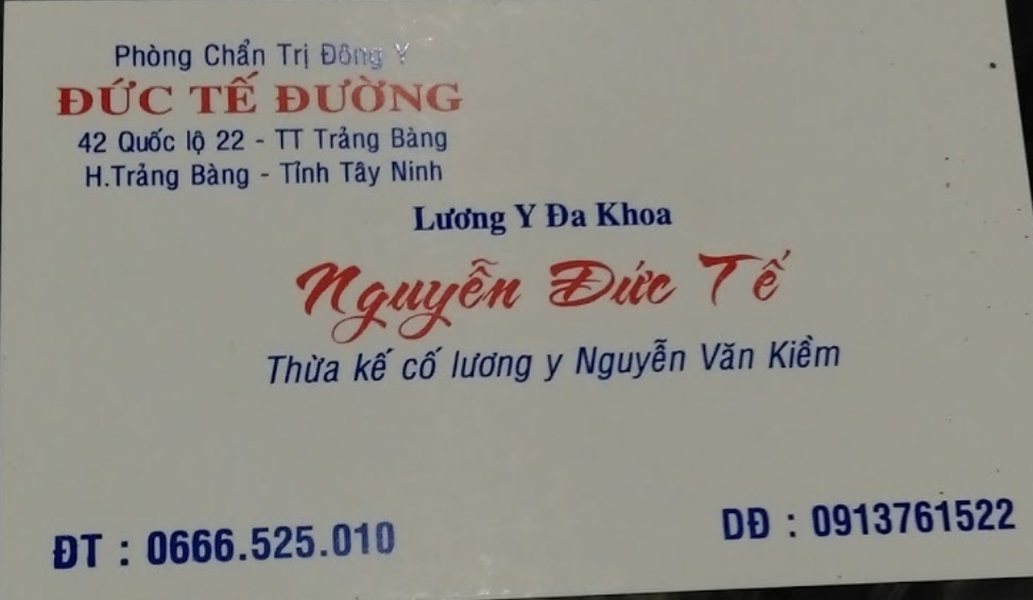 Phòng Chẩn Trị Đông Y
ĐỨC TẾ ĐƯỜNG
42 Quốc lộ 22 - TT Trảng Bàng
H.Trảng Bàng - Tỉnh Tây Ninh
Lương Y Đa Khoa
Nguyễn Đức Tế
Thừa kế cố lương y Nguyễn Văn Kiềm
ĐT : 0666.525.010
DĐ : 0913761522